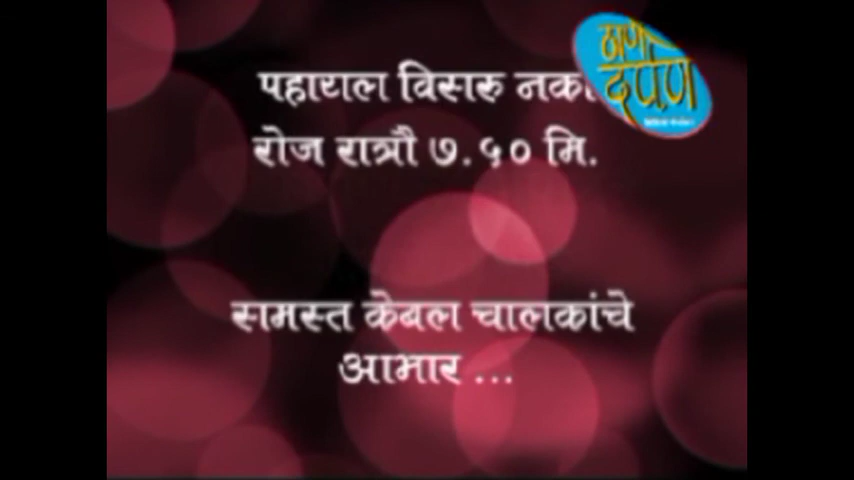 ठाणे
दर्पण
पहायला विसरु नका
रोज रात्रौ ७.५० मि.
समस्त केबल चालकांचे
आभार ...